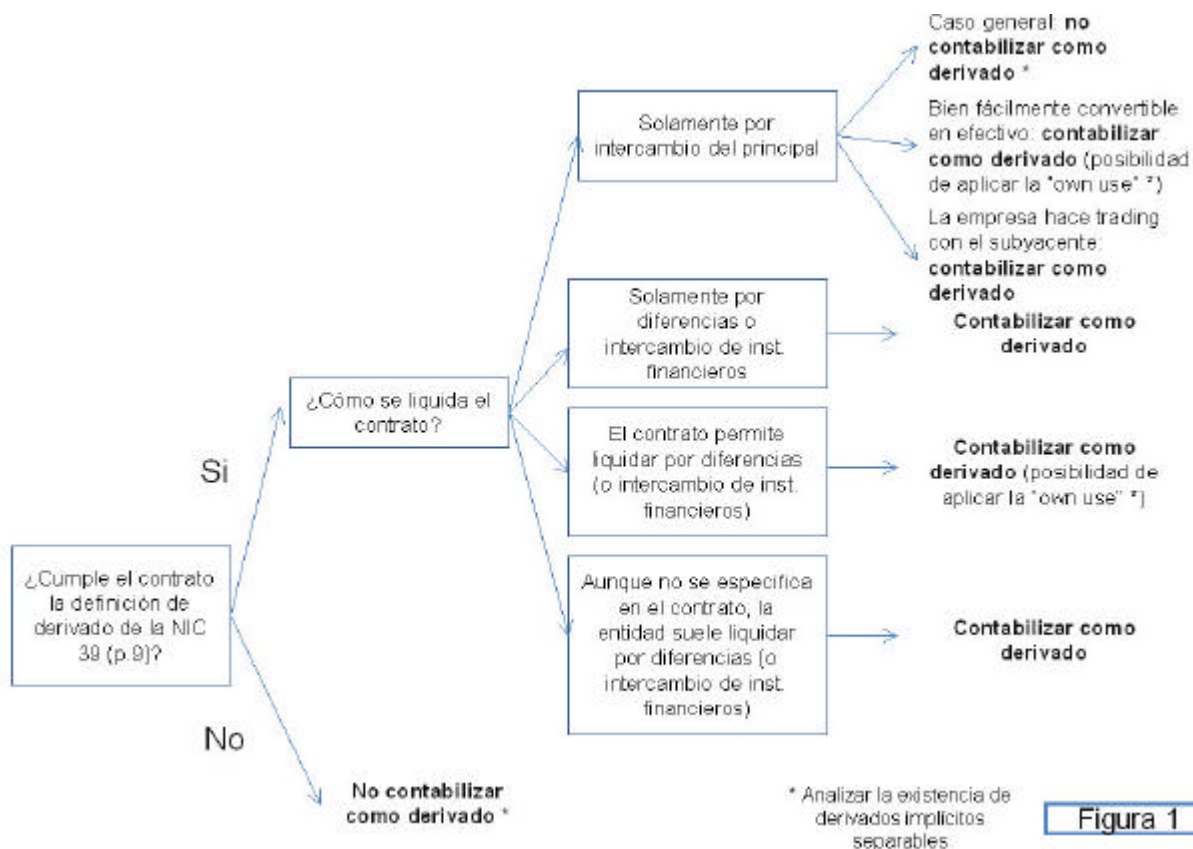 Caso general: no
contabilizar como
derivado *
Solamente por
intercambio del principal
Bien fácilmente convertible
en efectivo: contabilizar
como derivado (posibilidad
de aplicar la "own use" *)
La empresa hace trading
con el subyacente:
contabilizar como
derivado
Solamente por
diferencias o
intercambio de inst.
financieros
Contabilizar como
derivado
¿Cómo se liquida el
contrato?
El contrato permite
liquidar por diferencias
(o intercambio de inst.
financieros)
Contabilizar como
derivado (posibilidad de
aplicar la "own use" *)
Si
¿Cumple el contrato
la definición de
derivado de la NIC
39 (p.9)?
Aunque no se especifica
en el contrato, la
entidad suele liquidar
por diferencias (o
intercambio de inst.
financieros)
Contabilizar como
derivado
No
No contabilizar
como derivado *
* Analizar la existencia de
derivados implícitos
separables
Figura 1